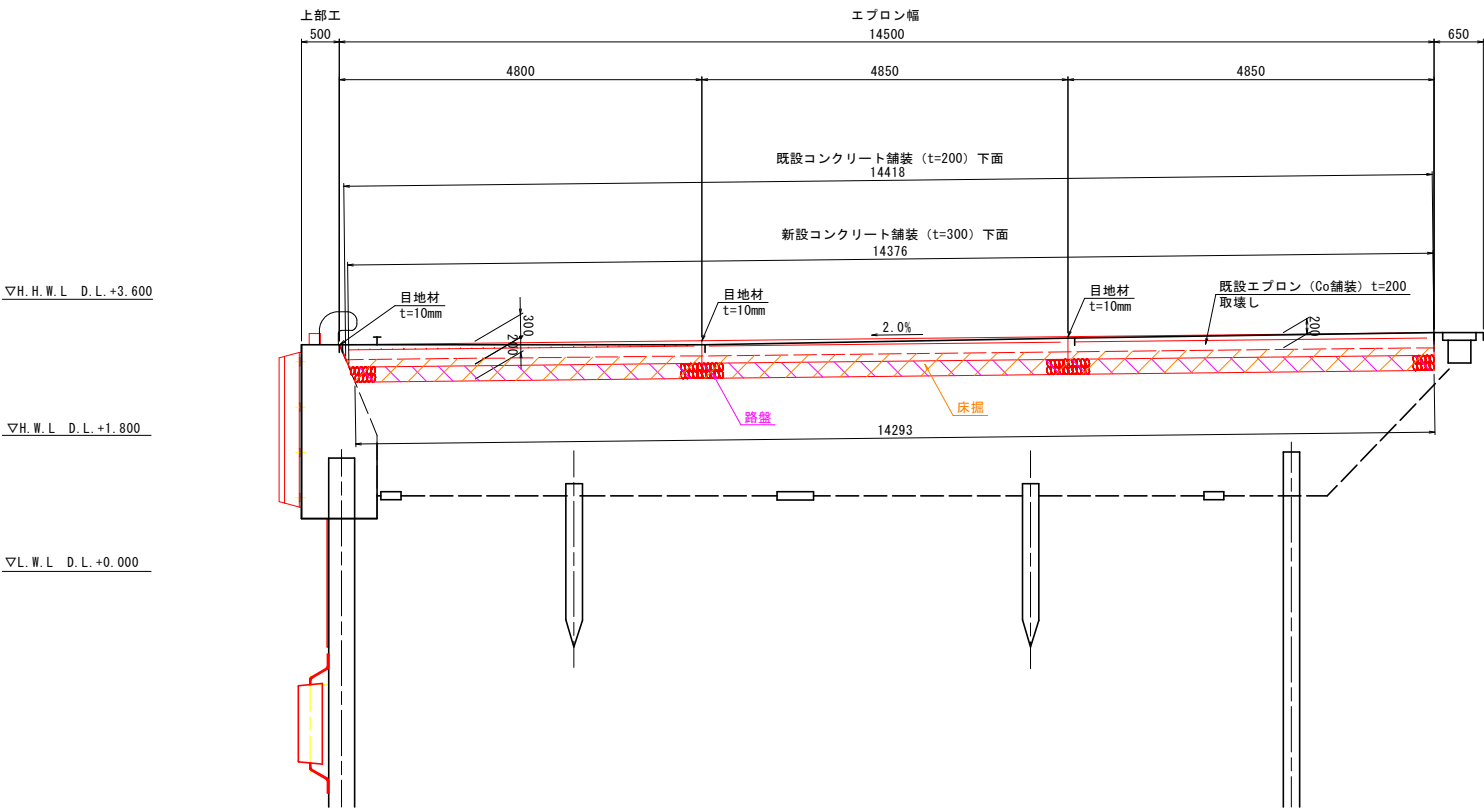 上部工
エプロン幅
500
14500
650
4800
4850
4850
既設コンクリート舗装（t=200）下面
14418
新設コンクリート舗装（t=300）下面
14376
▽H.H.W.L D.L.+3.600
目地材
t=10mm
目地材
t=10mm
目地材
t=10mm
既設エプロン（Co舗装）t=200
取壊し
300
200
2.0%
200
路盤
床掘
▽H.W.L D.L.+1.800
14293
▽L.W.L D.L.+0.000